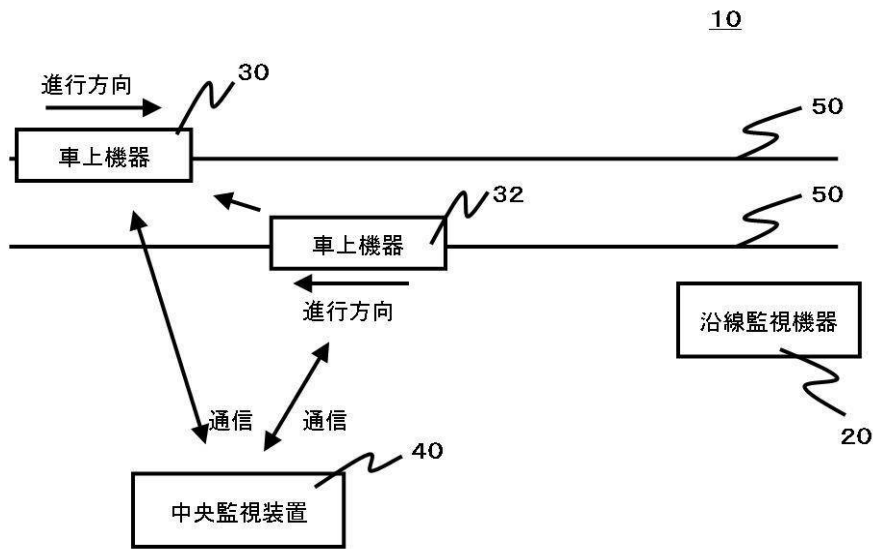 10
進行方向
30
車上機器
50
32
50
車上機器
進行方向
沿線監視機器
通信
通信
20
40
中央監視装置